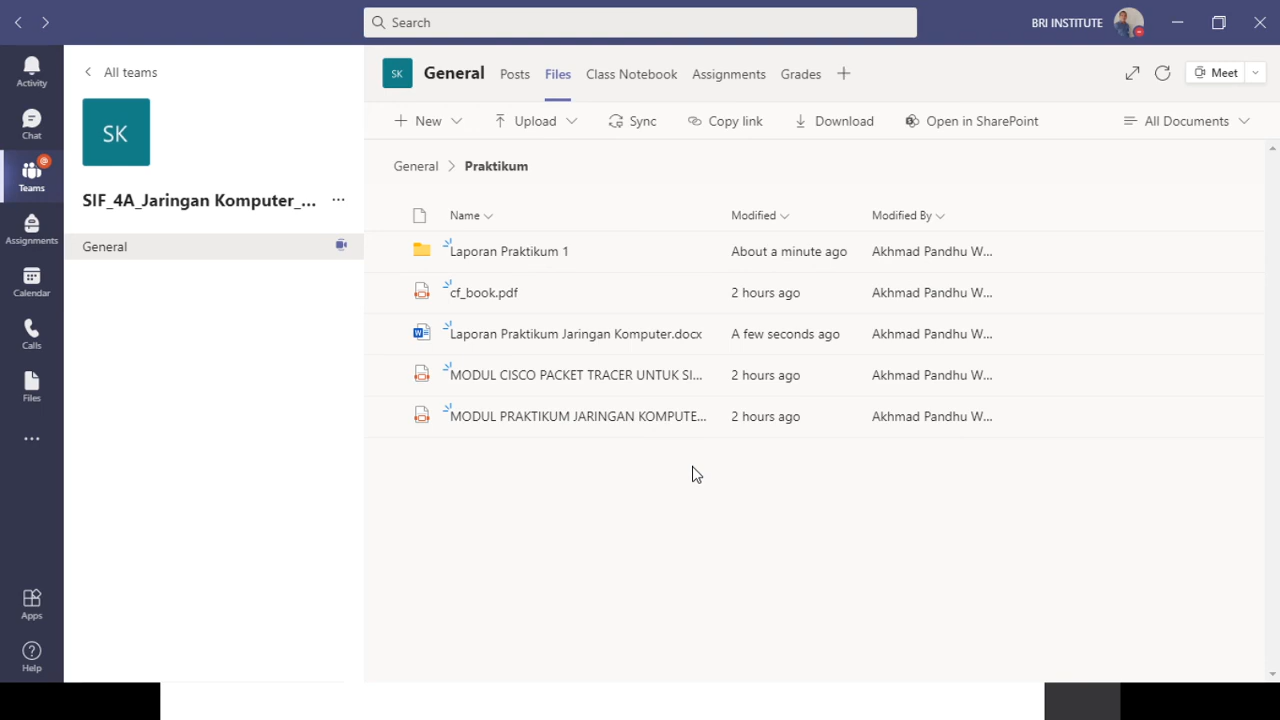 Search
BRI INSTITUTE
Activity
Chat
Teams
Assignments
Calendar
Calls
Files
Apps
Help
All teams
SK
SIF_4A_Jaringan Komputer_...
General
SK
General
Posts
Files
Class Notebook
Assignments
Grades
Meet
New
Upload
Sync
Copy link
Download
Open in SharePoint
All Documents
General > Praktikum
Name Modified Modified By
Laporan Praktikum 1 About a minute ago Akhmad Pandhu W...
cf_book.pdf 2 hours ago Akhmad Pandhu W...
Laporan Praktikum Jaringan Komputer.docx A few seconds ago Akhmad Pandhu W...
MODUL CISCO PACKET TRACER UNTUK SI... 2 hours ago Akhmad Pandhu W...
MODUL PRAKTIKUM JARINGAN KOMPUTE... 2 hours ago Akhmad Pandhu W...